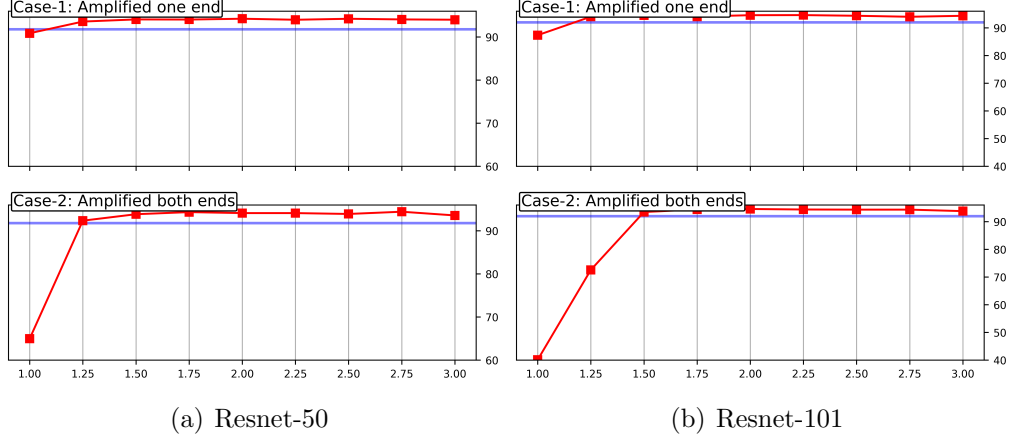 Case-1: Amplified one end
90
80
70
60
Case-1: Amplified one end
90
80
70
60
50
40
Case-2: Amplified both ends
90
80
70
60
1.00 1.25 1.50 1.75 2.00 2.25 2.50 2.75 3.00
Case-2: Amplified both ends
90
80
70
60
50
40
1.00 1.25 1.50 1.75 2.00 2.25 2.50 2.75 3.00
(a) Resnet-50
(b) Resnet-101